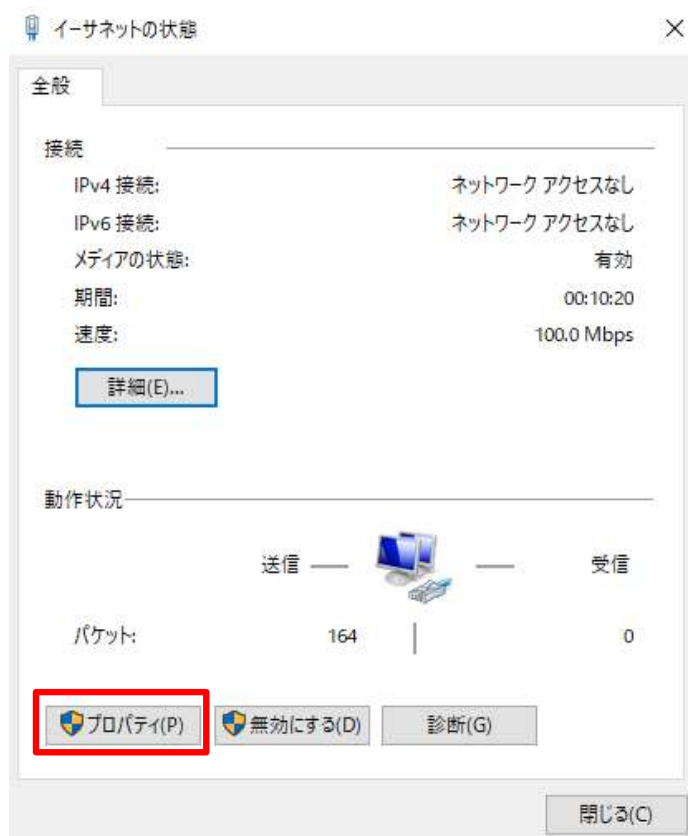 イーサネットの状態
全般
接続
IPv4 接続: ネットワーク アクセスなし
IPv6 接続: ネットワーク アクセスなし
メディアの状態: 有効
期間: 00:10:20
速度: 100.0 Mbps
詳細(E)...
動作状況
送信 受信
パケット: 164 0
プロパティ(P) 無効にする(D) 診断(G)
閉じる(C)